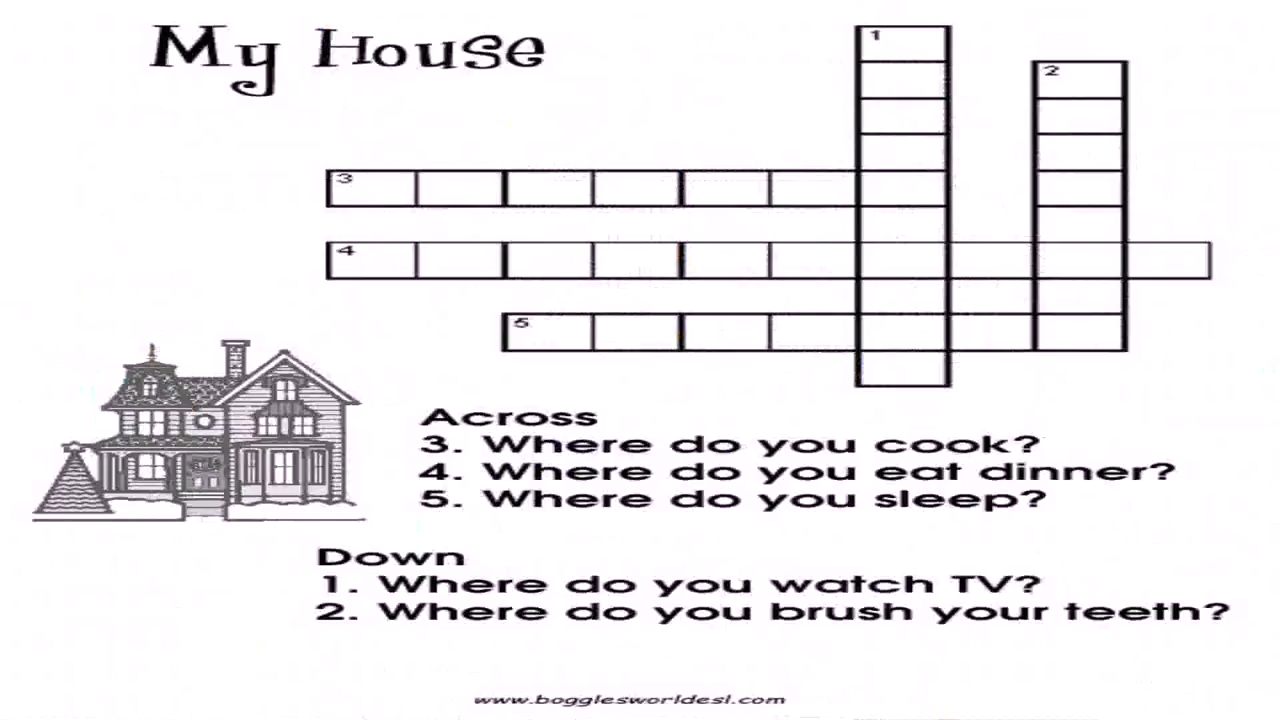 My House
1
2
3
4
5
Across
3. Where do you cook?
4. Where do you eat dinner?
5. Where do you sleep?
Down
1. Where do you watch TV?
2. Where do you brush your teeth?
www.bogglesworldesl.com